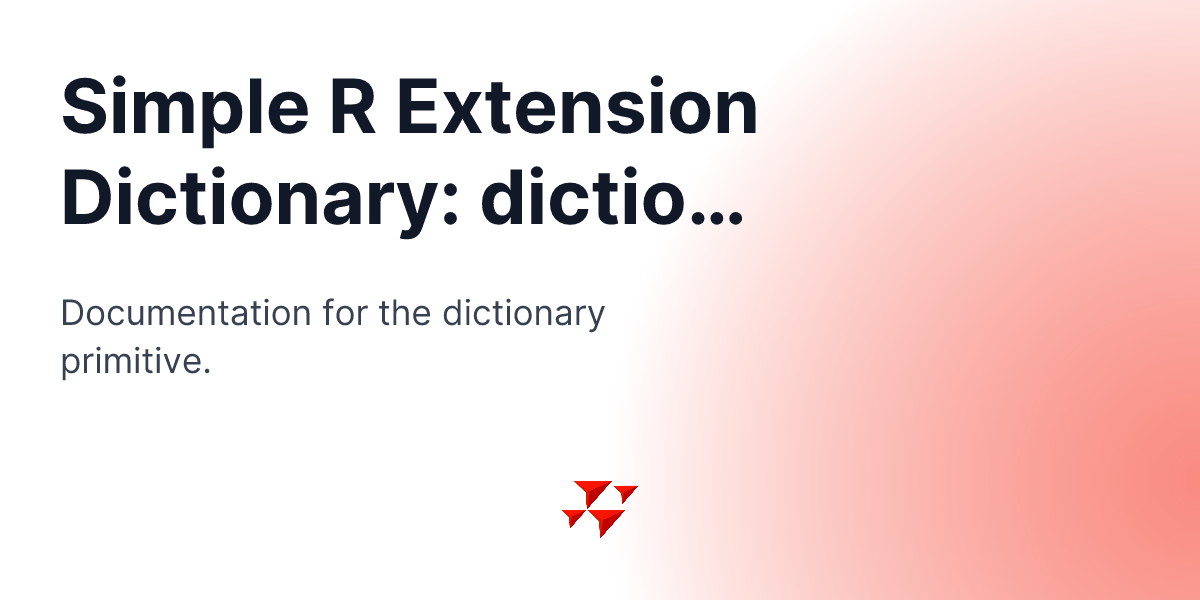 Simple R Extension
Dictionary: dictio...
Documentation for the dictionary
primitive.